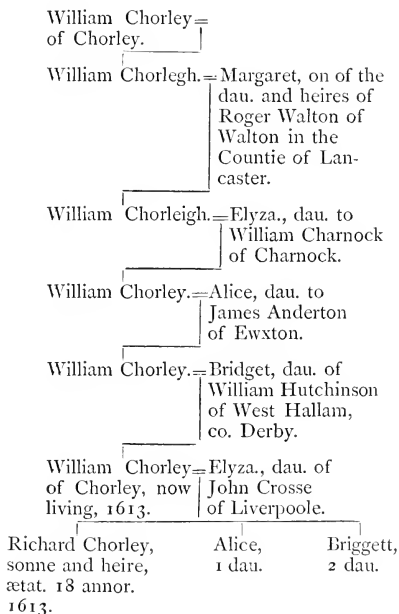 William Chorley=
of Chorley.
William Chorlegh.=Margaret, on of the
dau. and heires of
Roger Walton of
Walton in the
Countie of Lan-
caster.
William Chorleigh.=Elyza., dau. to
William Charnock
of Charnock.
William Chorley.=Alice, dau. to
James Anderton
of Ewxton.
William Chorley.=Bridget, dau. of
William Hutchinson
of West Hallam,
co. Derby.
William Chorley=Elyza., dau. of
of Chorley, now John Crosse
living, 1613. of Liverpoole.
Richard Chorley, Alice, Briggett,
sonne and heire, 1 dau. 2 dau.
ætat. 18 annor.
1613.